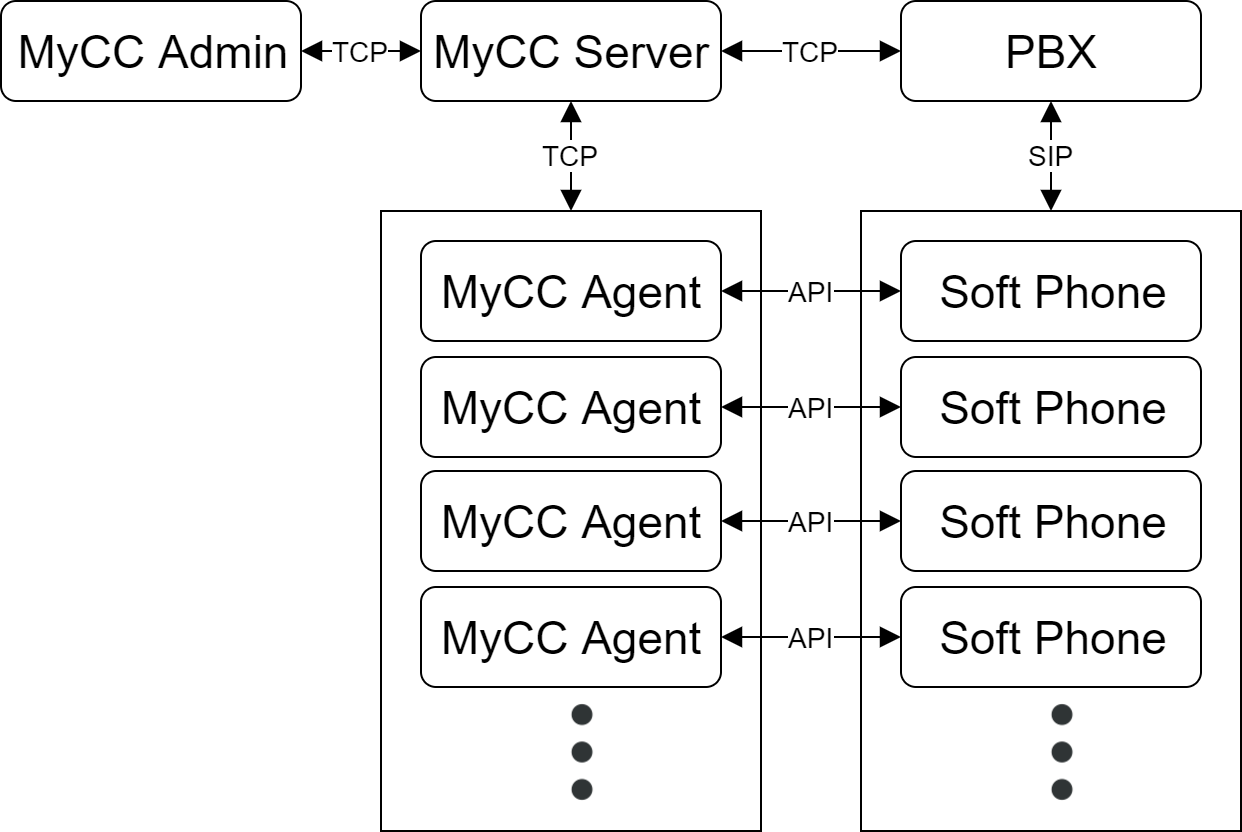 MyCC Admin
TCP
MyCC Server
TCP
PBX
TCP
SIP
MyCC Agent
API
Soft Phone
MyCC Agent
API
Soft Phone
MyCC Agent
API
Soft Phone
MyCC Agent
API
Soft Phone